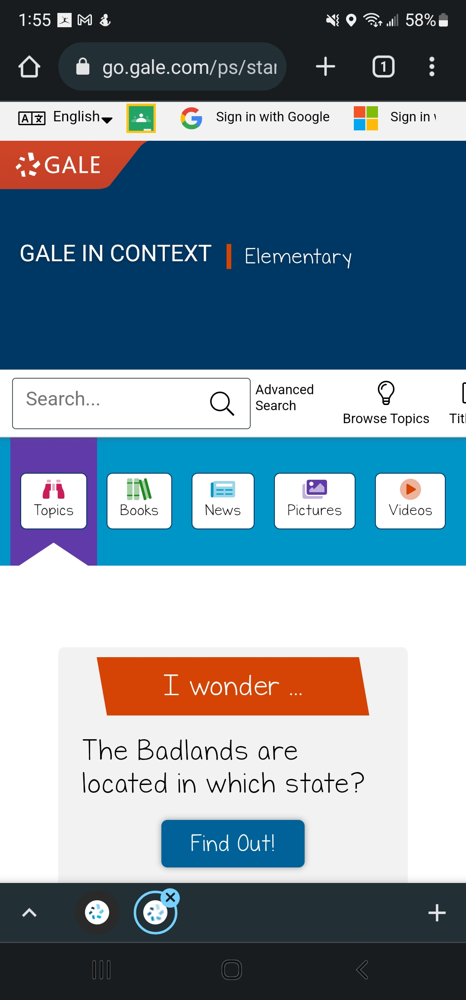 1:55
58%
go.gale.com/ps/star
1
English
Sign in with Google
Sign in
GALE
GALE IN CONTEXT | Elementary
Search...
Advanced
Search
Browse Topics
Titl
Topics
Books
News
Pictures
Videos
I wonder ...
The Badlands are
located in which state?
Find Out!